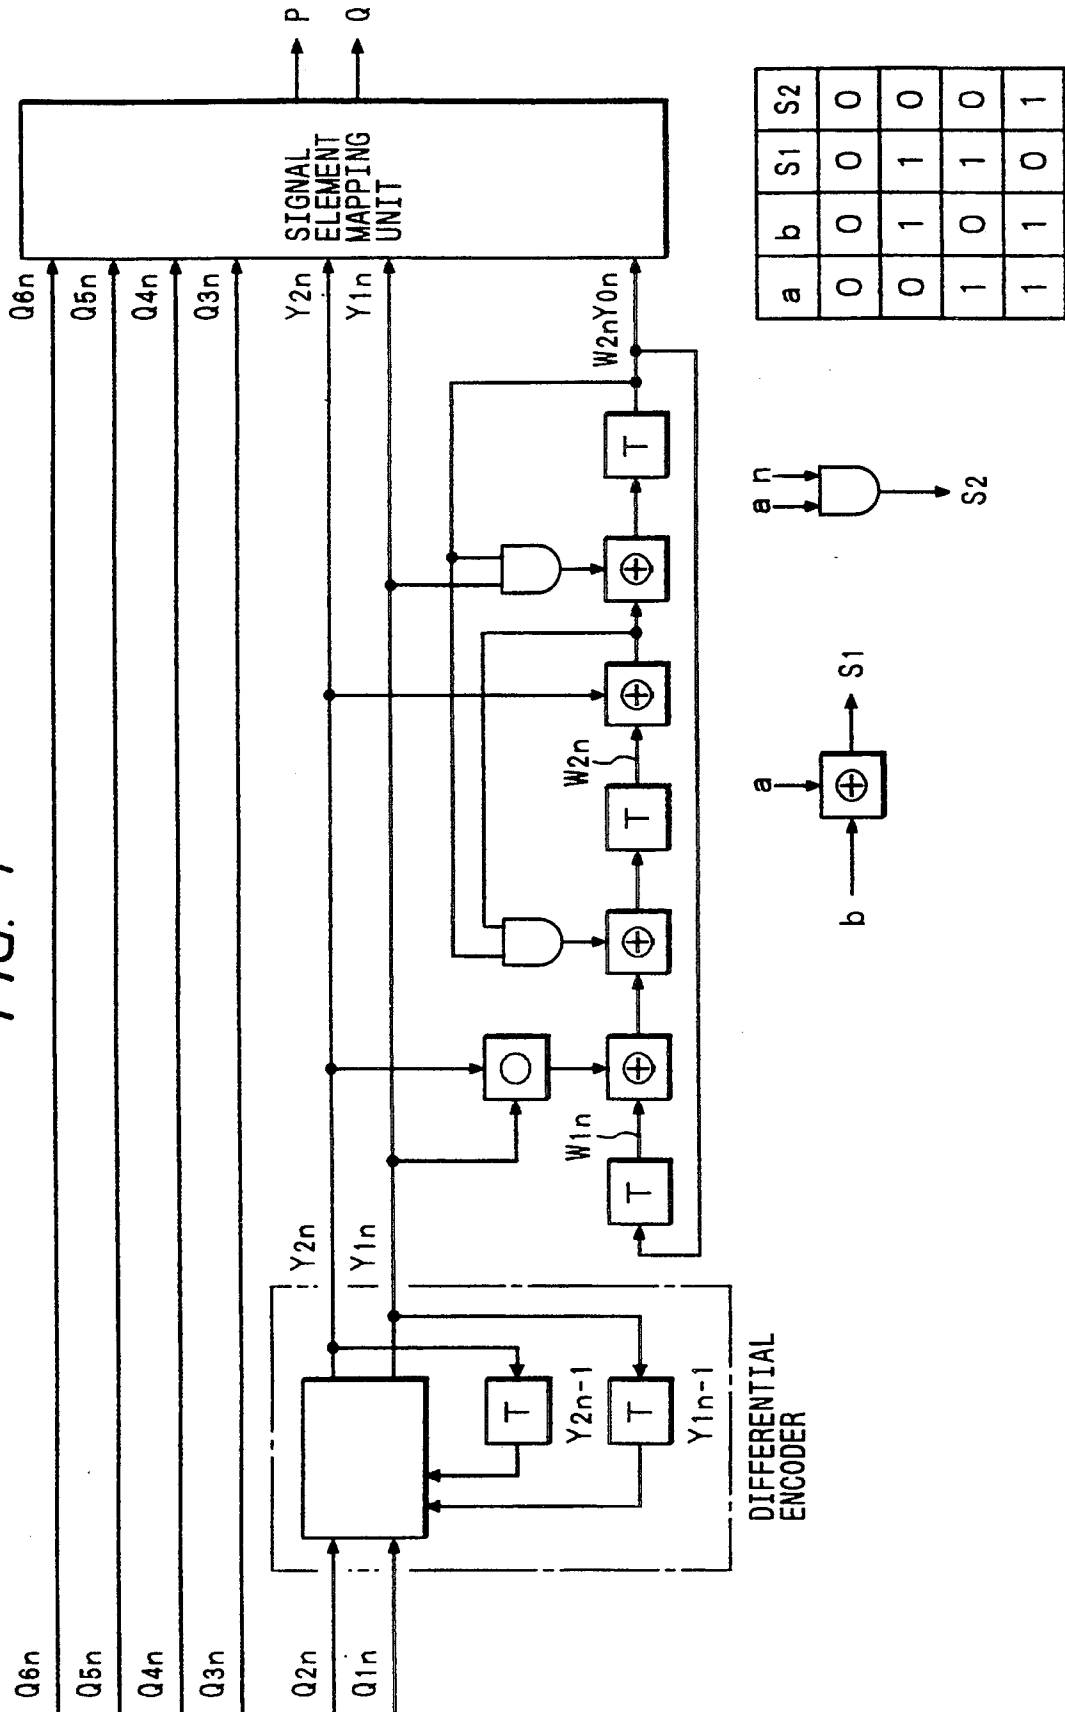 FIG. 1
Q6n
Q5n
Q4n
Q3n
Q2n
Q1n
Y2n
Y1n
Y2n-1
Y1n-1
T
T
DIFFERENTIAL
ENCODER
T
W1n
T
W2n
T
W2nY0n
Q6n
Q5n
Q4n
Q3n
Y2n
Y1n
SIGNAL
ELEMENT
MAPPING
UNIT
P
Q
b
a
S1
a n
S2
a b S1 S2
0 0 0 0
0 1 1 0
1 0 1 0
1 1 0 1